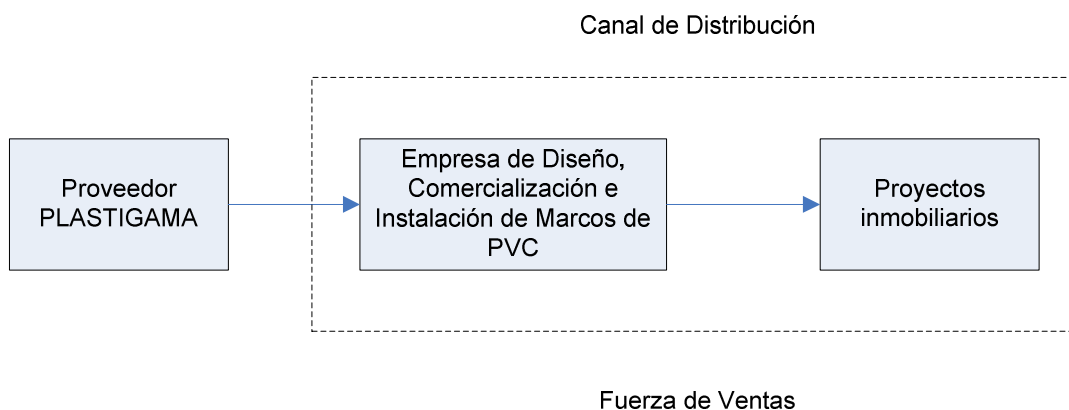 Canal de Distribución
Proveedor
PLASTIGAMA
Empresa de Diseño,
Comercialización e
Instalación de Marcos de
PVC
Proyectos
inmobiliarios
Fuerza de Ventas